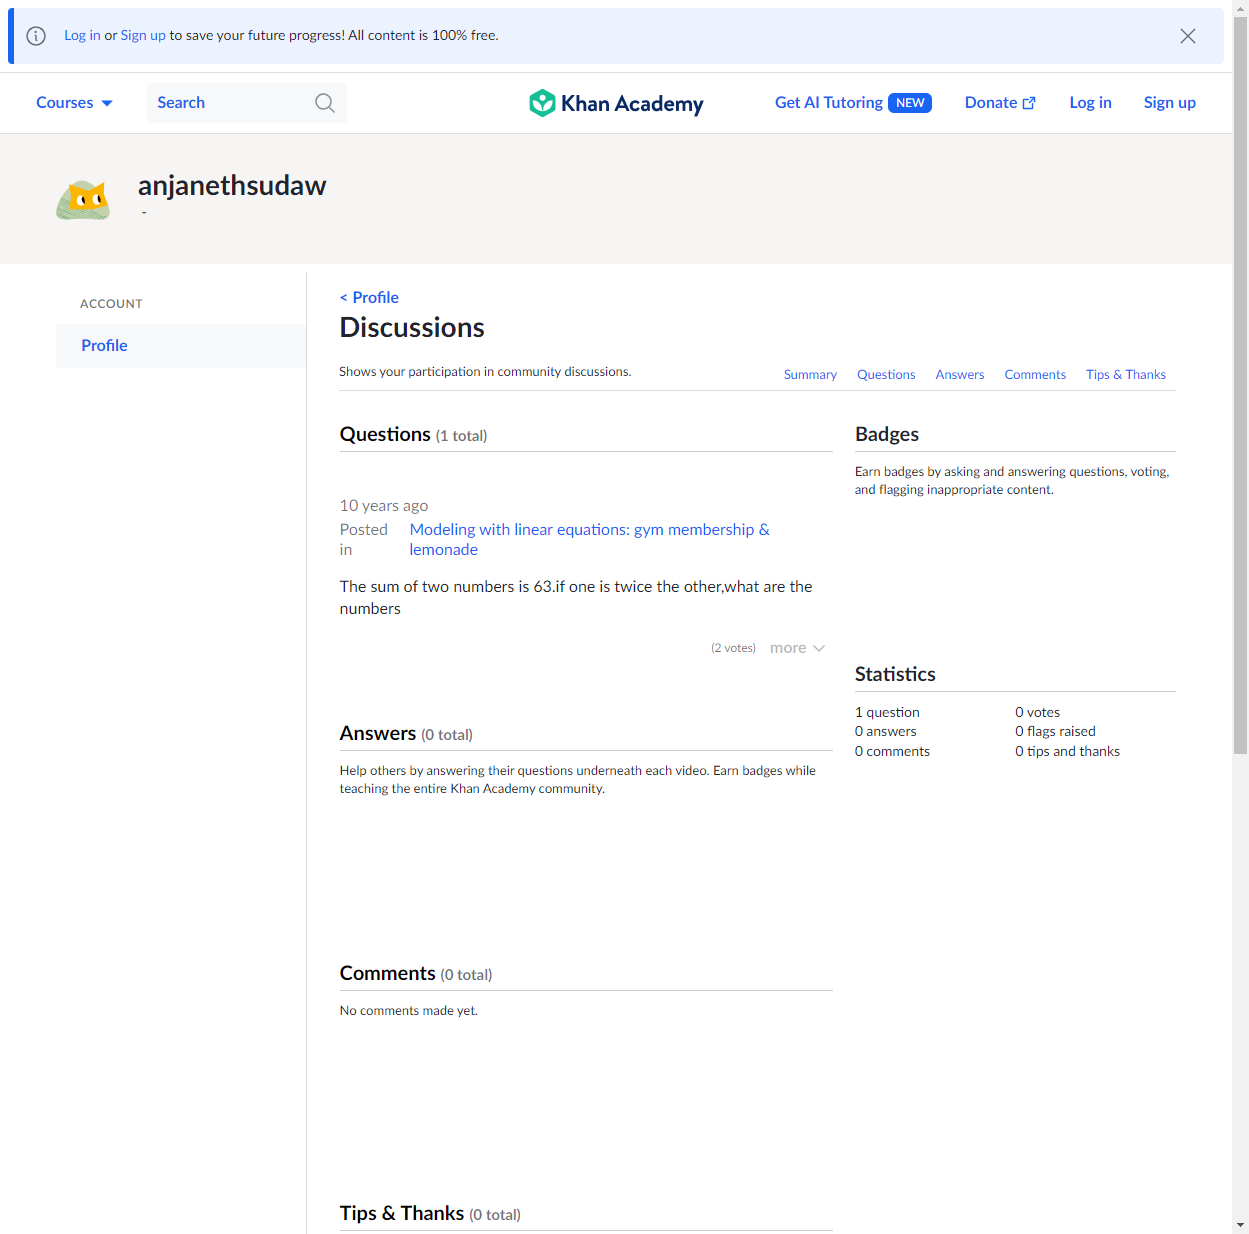 Log in or Sign up to save your future progress! All content is 100% free.
Courses
Search
Khan Academy
Get AI Tutoring NEW
Donate
Log in
Sign up
anjanethsudaw
-
ACCOUNT
Profile
< Profile
Discussions
Shows your participation in community discussions.
Summary
Questions
Answers
Comments
Tips & Thanks
Questions (1 total)
10 years ago
Posted in
Modeling with linear equations: gym membership &
lemonade
The sum of two numbers is 63.if one is twice the other,what are the
numbers
(2 votes)
more
Answers (0 total)
Help others by answering their questions underneath each video. Earn badges while
teaching the entire Khan Academy community.
Comments (0 total)
No comments made yet.
Tips & Thanks (0 total)
Badges
Earn badges by asking and answering questions, voting,
and flagging inappropriate content.
Statistics
1 question
0 votes
0 answers
0 flags raised
0 comments
0 tips and thanks